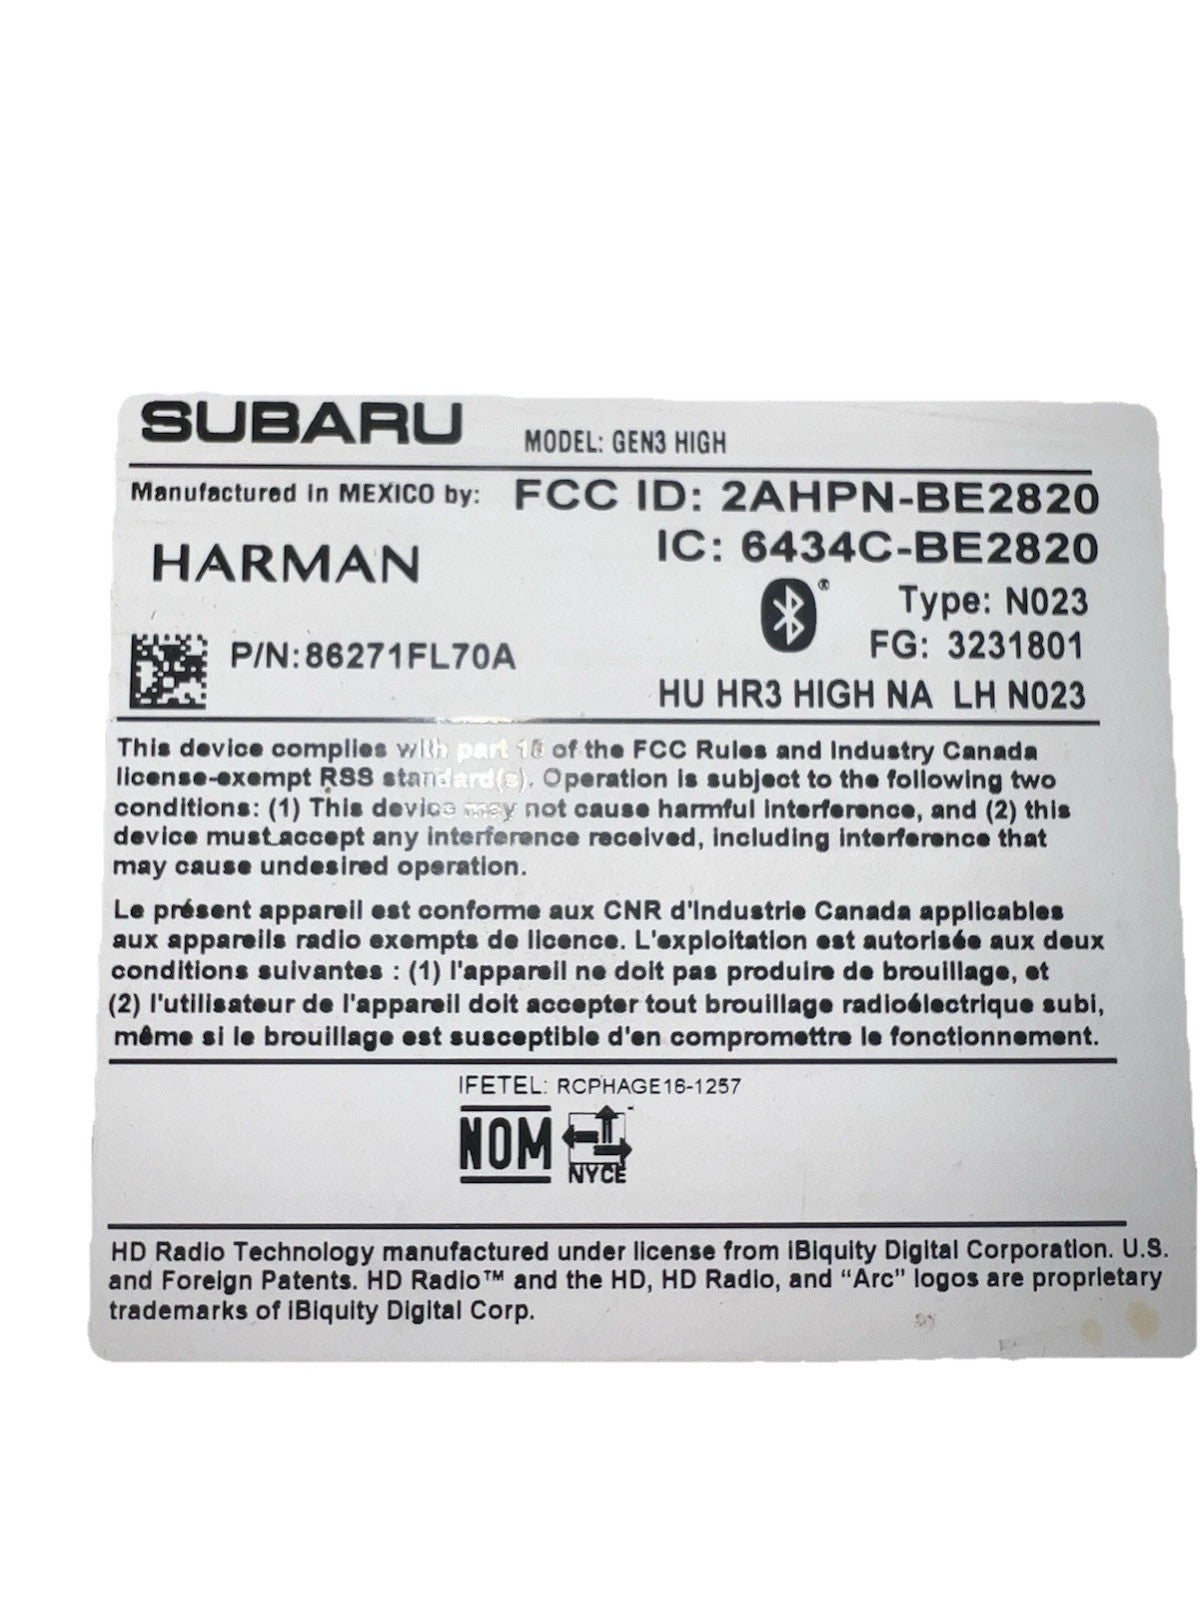 SUBARU MODEL: GEN3 HIGH
Manufactured in MEXICO by: FCC ID: 2AHPN-BE2820
IC: 6434C-BE2820
HARMAN
® Type: N023
FG: 3231801
P/N:86271FL70A
HU HR3 HIGH NA LH N023
This device complies with part 15 of the FCC Rules and Industry Canada
license-exempt RSS standard(s). Operation is subject to the following two
conditions: (1) This device may not cause harmful interference, and (2) this
device must accept any interference received, including interference that
may cause undesired operation.
Le présent appareil est conforme aux CNR d'Industrie Canada applicables
aux appareils radio exempts de licence. L'exploitation est autorisée aux deux
conditions suivantes : (1) l'appareil ne doit pas produire de brouillage, et
(2) l'utilisateur de l'appareil doit accepter tout brouillage radioélectrique subi,
même si le brouillage est susceptible d'en compromettre le fonctionnement.
IFETEL: RCPHAGE16-1257
NOM NYCE
HD Radio Technology manufactured under license from iBiquity Digital Corporation. U.S.
and Foreign Patents. HD Radio™ and the HD, HD Radio, and “Arc” logos are proprietary
trademarks of iBiquity Digital Corp.